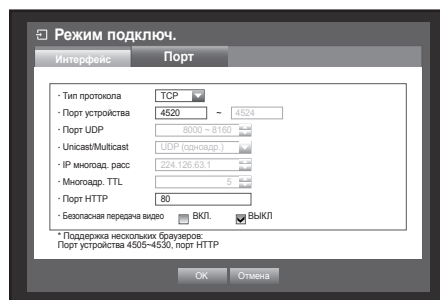 Режим подключ.
Интерфейс Порт
· Тип протокола TCP
· Порт устройства 4520 ~ 4524
· Порт UDP 8000 ~ 8160
· Unicast/Multicast UDP (одноадр.)
· IP многоад. расс 224.126.63.1
· Многоадр. TTL 5
· Порт HTTP 80
· Безопасная передача видео ВКЛ. ВЫКЛ
* Поддержка нескольких браузеров:
Порт устройства 4505~4530, порт HTTP
OK Отмена